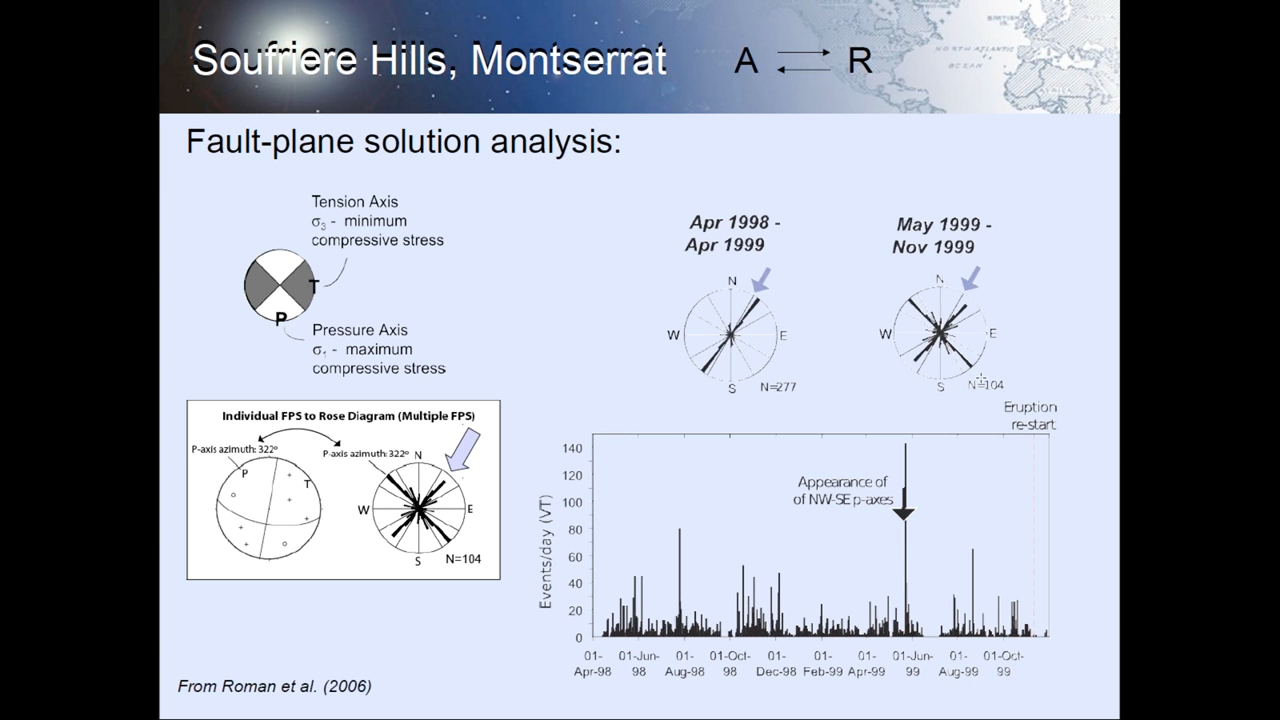 Soufriere Hills, Montserrat
A R
Fault-plane solution analysis:
Tension Axis
σ3 - minimum
compressive stress
T
P
Pressure Axis
σ1 - maximum
compressive stress
Individual FPS to Rose Diagram (Multiple FPS)
P-axis azimuth: 322º
P-axis azimuth: 322º
P
T
N
W
E
S
N=104
Apr 1998 -
Apr 1999
N
W
E
S
N=277
May 1999 -
Nov 1999
N
W
E
S
N=104
Eruption
re-start
Appearance of
of NW-SE p-axes
Events/day (VT)
140
120
100
80
60
40
20
0
01- 01-Jun- 01- 01-Oct- 01- 01- 01- 01-Jun- 01- 01-Oct-
Apr-98 98 Aug-98 98 Dec-98 Feb-99 Apr-99 99 Aug-99 99
From Roman et al. (2006)
NORTH ATLANTIC
OCEAN